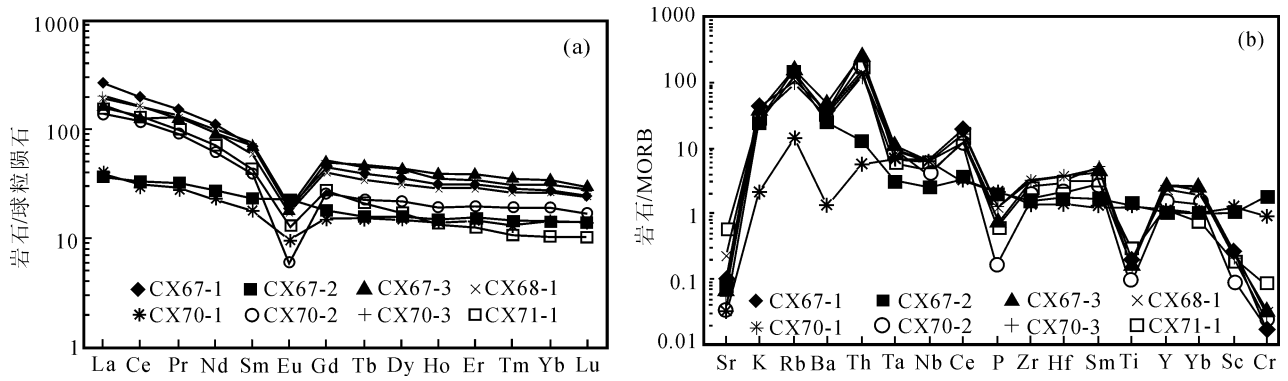 (a)
岩石/球粒陨石
1000
100
10
1
CX67-1 CX67-2 CX67-3 CX68-1
CX70-1 CX70-2 CX70-3 CX71-1
La Ce Pr Nd Sm Eu Gd Tb Dy Ho Er Tm Yb Lu
(b)
岩石/MORB
1000
100
10
1
0.1
0.01
CX67-1 CX67-2 CX67-3 CX68-1
CX70-1 CX70-2 CX70-3 CX71-1
Sr K Rb Ba Th Ta Nb Ce P Zr Hf Sm Ti Y Yb Sc Cr